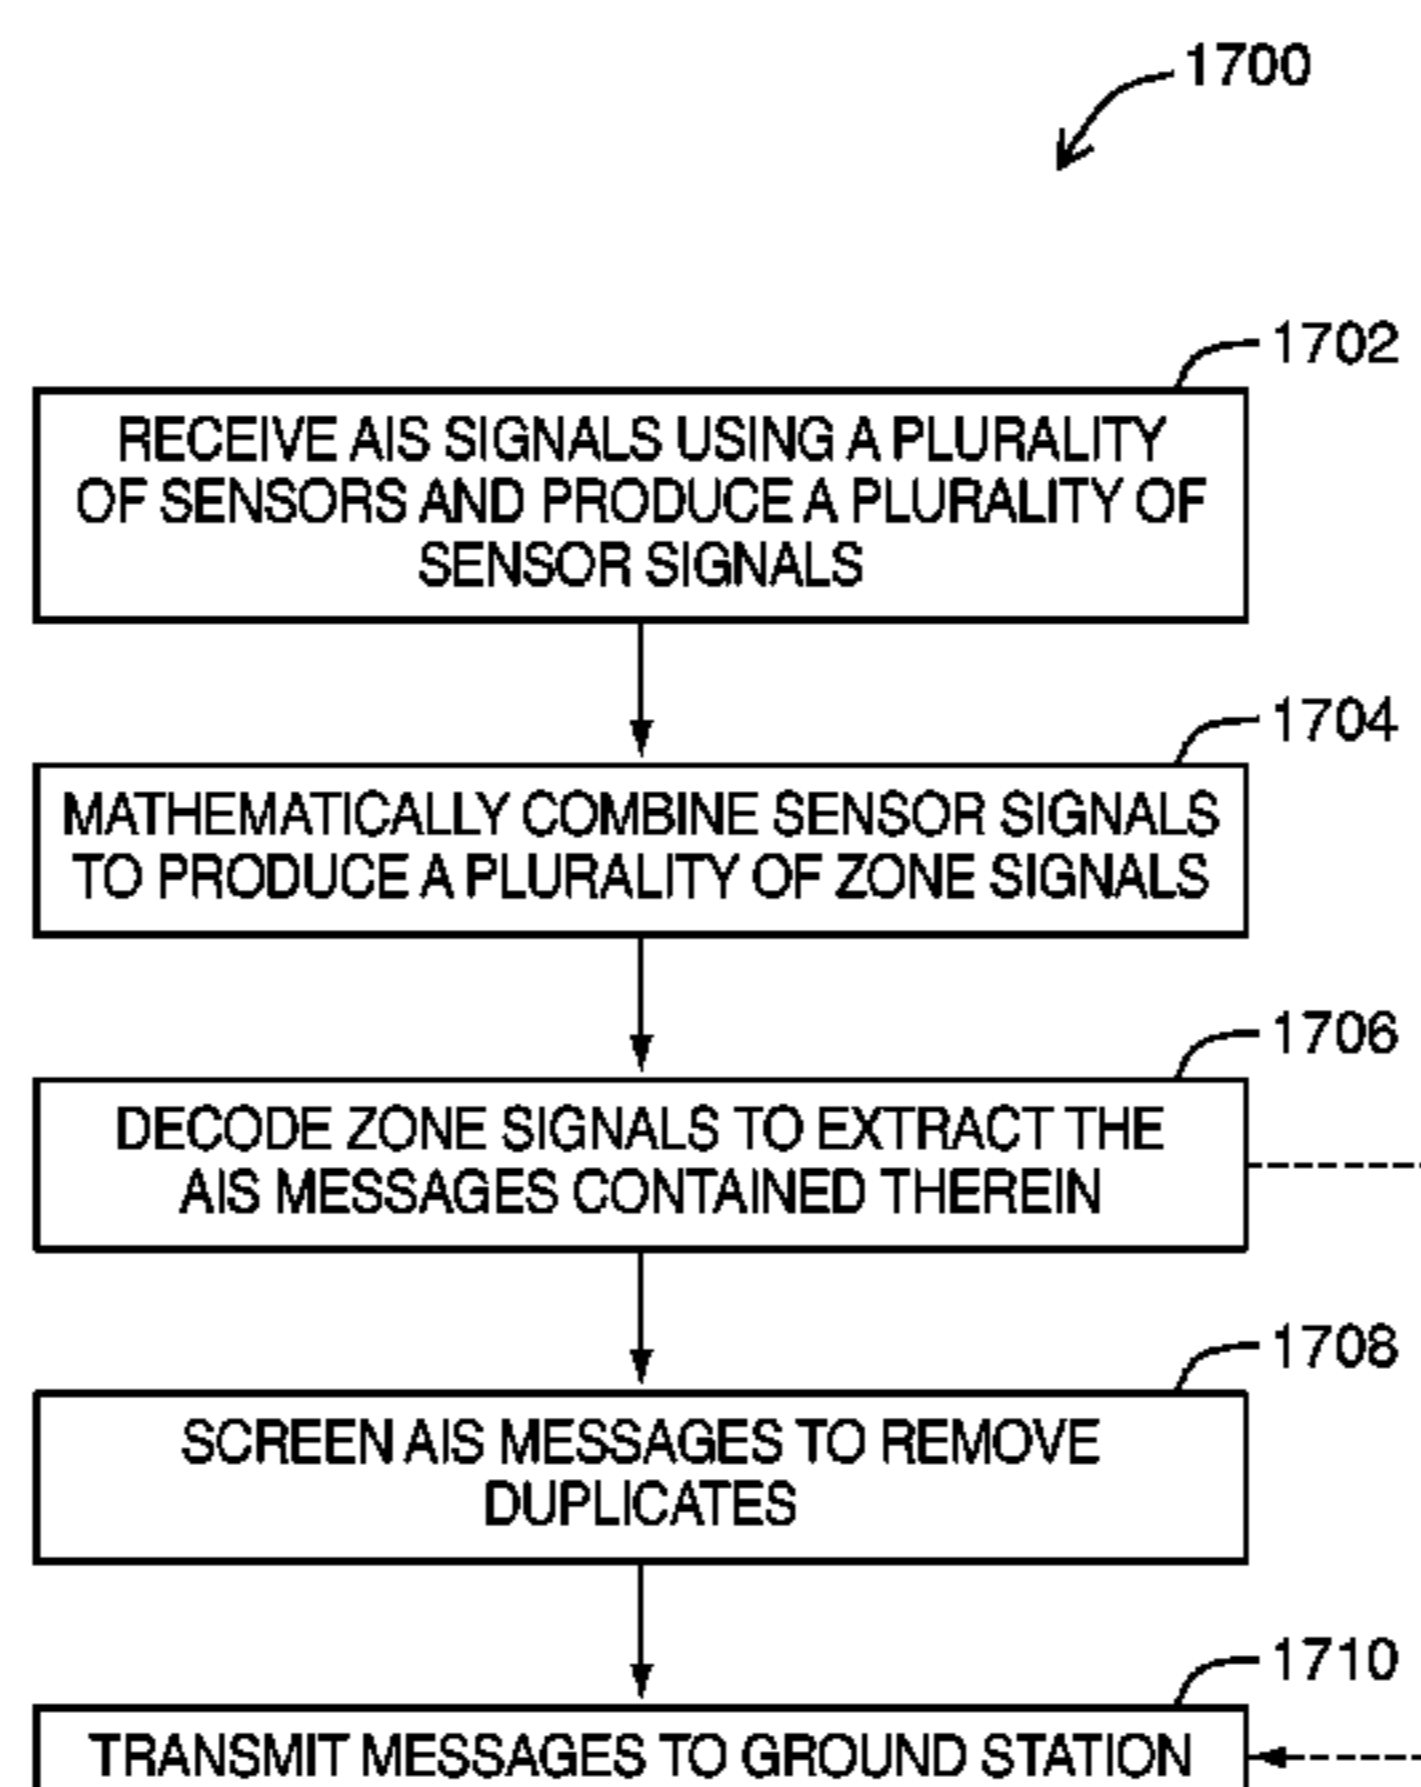 1700
1702
RECEIVE AIS SIGNALS USING A PLURALITY
OF SENSORS AND PRODUCE A PLURALITY OF
SENSOR SIGNALS
1704
MATHEMATICALLY COMBINE SENSOR SIGNALS
TO PRODUCE A PLURALITY OF ZONE SIGNALS
1706
DECODE ZONE SIGNALS TO EXTRACT THE
AIS MESSAGES CONTAINED THEREIN
1708
SCREEN AIS MESSAGES TO REMOVE
DUPLICATES
1710
TRANSMIT MESSAGES TO GROUND STATION